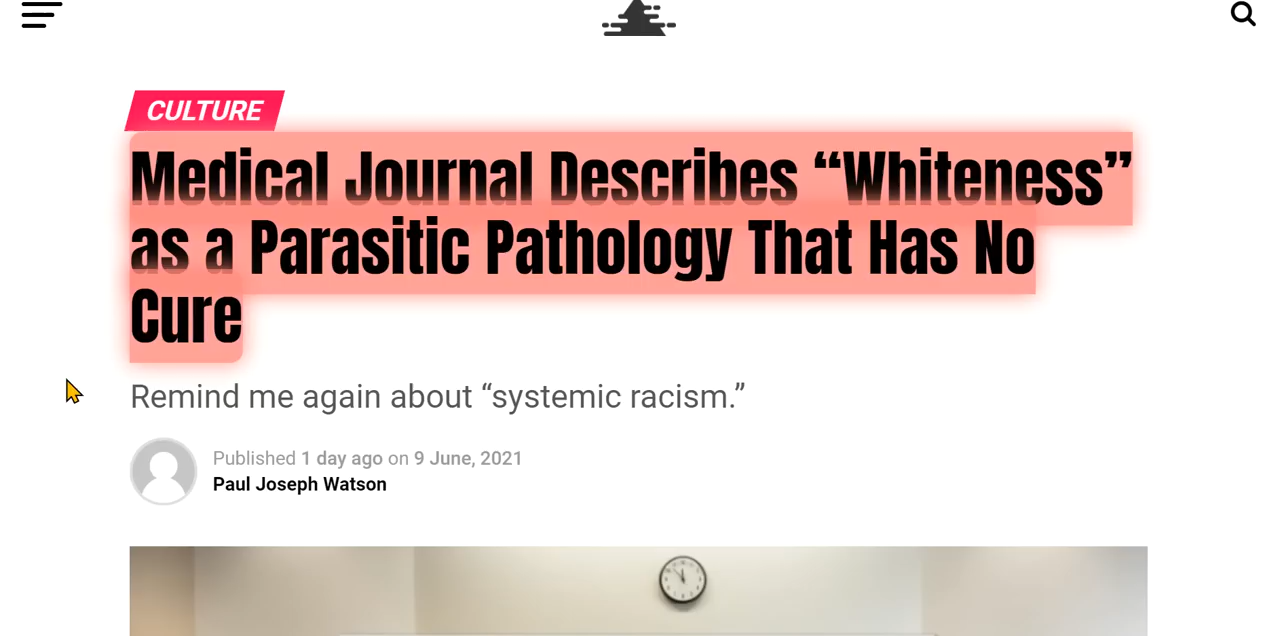 CULTURE
Medical Journal Describes “Whiteness”
as a Parasitic Pathology That Has No
Cure
Remind me again about “systemic racism.”
Published 1 day ago on 9 June, 2021
Paul Joseph Watson